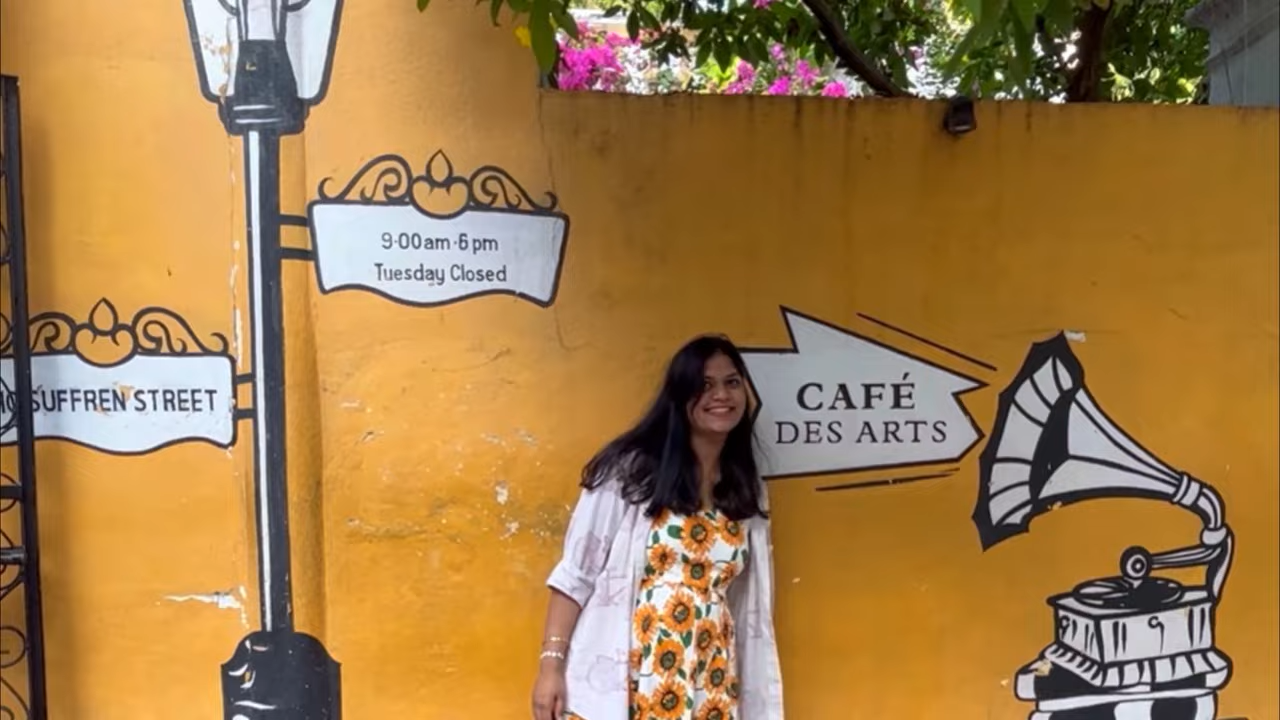 9·00am·6pm
Tuesday Closed
SUFFREN STREET
CAFÉ
DES ARTS